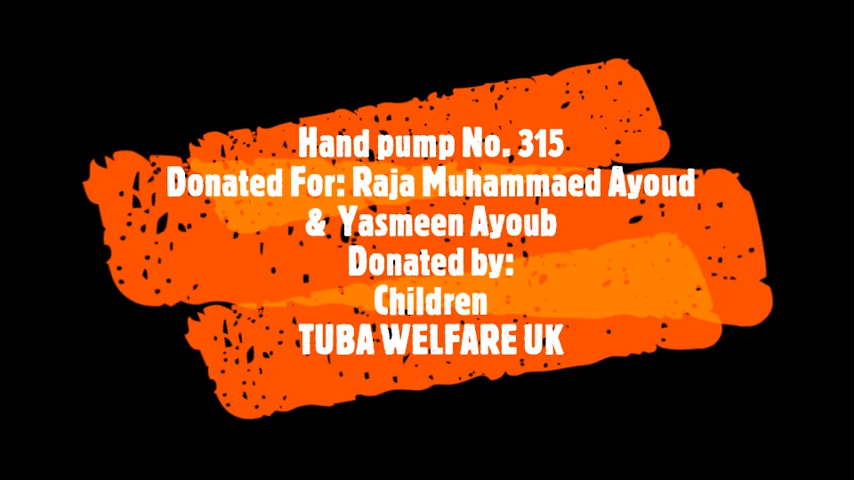 Hand pump No. 315
Donated For: Raja Muhammaed Ayoud
& Yasmeen Ayoub
Donated by:
Children
TUBA WELFARE UK